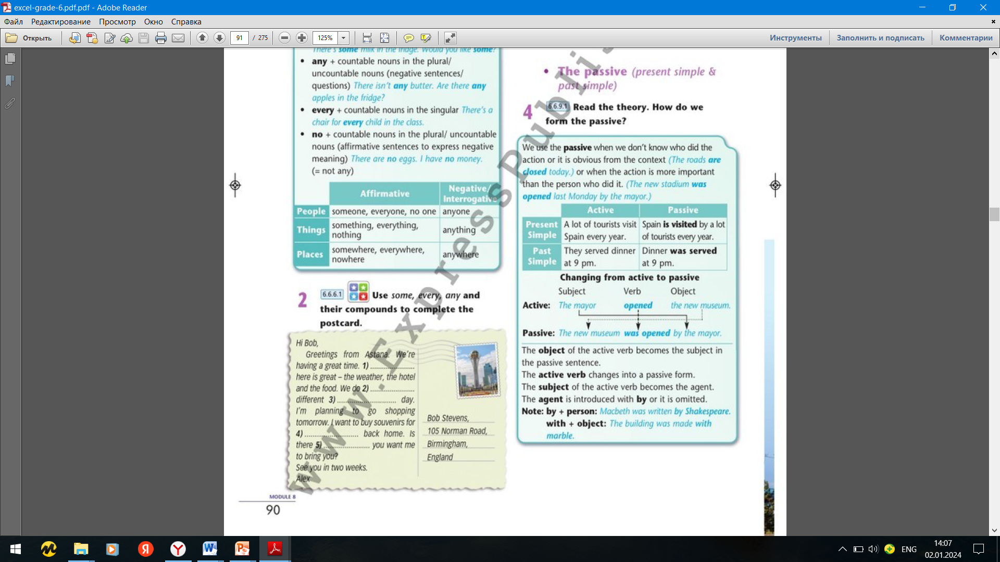 excel-grade-6.pdf.pdf - Adobe Reader
Файл Редактирование Просмотр Окно Справка
Открыть 91 / 275 125% Инструменты Заполнить и подписать Комментарии
There's some milk in the fridge. Would you like some?
• any + countable nouns in the plural/
uncountable nouns (negative sentences/
questions) There isn't any butter. Are there any
apples in the fridge?
• every + countable nouns in the singular There's a
chair for every child in the class.
• no + countable nouns in the plural/ uncountable
nouns (affirmative sentences to express negative
meaning) There are no eggs. I have no money.
(= not any)
Affirmative Negative/
Interrogative
People someone, everyone, no one anyone
Things something, everything,
nothing anything
Places somewhere, everywhere,
nowhere anywhere
2 6.6.6.1 Use some, every, any and
their compounds to complete the
postcard.
Hi Bob,
Greetings from Astana. We're
having a great time. 1) ......................
here is great – the weather, the hotel
and the food. We do 2) ......................
different 3) ............................. day.
I'm planning to go shopping
tomorrow. I want to buy souvenirs for
4) ........................... back home. Is
there 5) ....................... you want me
to bring you?
See you in two weeks.
Alex
Bob Stevens,
105 Norman Road,
Birmingham,
England
MODULE 8
90
• The passive (present simple &
past simple)
4 6.6.9.1 Read the theory. How do we
form the passive?
We use the passive when we don't know who did the
action or it is obvious from the context (The roads are
closed today.) or when the action is more important
than the person who did it. (The new stadium was
opened last Monday by the mayor.)
Active Passive
Present
Simple A lot of tourists visit
Spain every year. Spain is visited by a lot
of tourists every year.
Past
Simple They served dinner
at 9 pm. Dinner was served
at 9 pm.
Changing from active to passive
Subject Verb Object
Active: The mayor opened the new museum.
Passive: The new museum was opened by the mayor.
The object of the active verb becomes the subject in
the passive sentence.
The active verb changes into a passive form.
The subject of the active verb becomes the agent.
The agent is introduced with by or it is omitted.
Note: by + person: Macbeth was written by Shakespeare.
with + object: The building was made with
marble.
www.ExpressPublis
ENG
14:07
02.01.2024